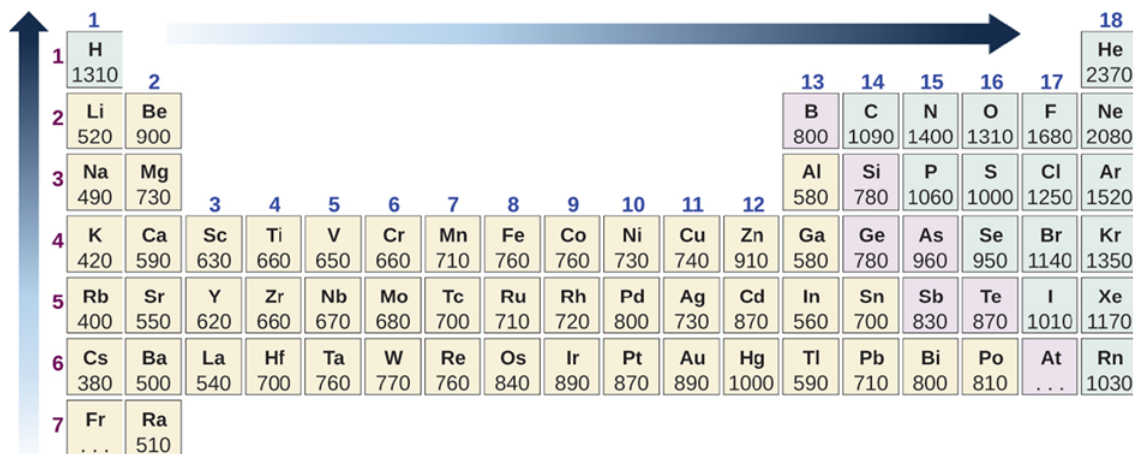 1 18
1 H He
1310 2370
2 13 14 15 16 17
2 Li Be B C N O F Ne
520 900 800 1090 1400 1310 1680 2080
3 Na Mg Al Si P S Cl Ar
490 730 580 780 1060 1000 1250 1520
3 4 5 6 7 8 9 10 11 12
4 K Ca Sc Ti V Cr Mn Fe Co Ni Cu Zn Ga Ge As Se Br Kr
420 590 630 660 650 660 710 760 760 730 740 910 580 780 960 950 1140 1350
5 Rb Sr Y Zr Nb Mo Tc Ru Rh Pd Ag Cd In Sn Sb Te I Xe
400 550 620 660 670 680 700 710 720 800 730 870 560 700 830 870 1010 1170
6 Cs Ba La Hf Ta W Re Os Ir Pt Au Hg Tl Pb Bi Po At Rn
380 500 540 700 760 770 760 840 890 870 890 1000 590 710 800 810 . . . 1030
7 Fr Ra
. . . 510